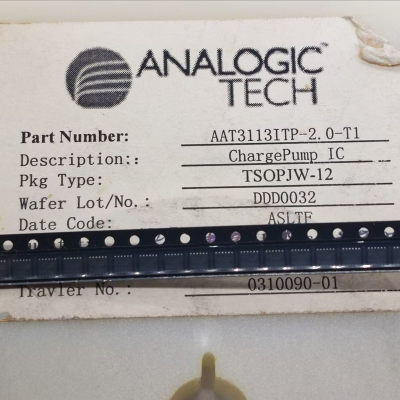 ANALOGIC™
TECH
Part Number: AAT3113ITP-2.0-T1
Description:: ChargePump IC
Pkg Type: TSOPJW-12
Wafer Lot/No.: DDD0032
Date Code: ASLTF
Travler No.: 0310090-01